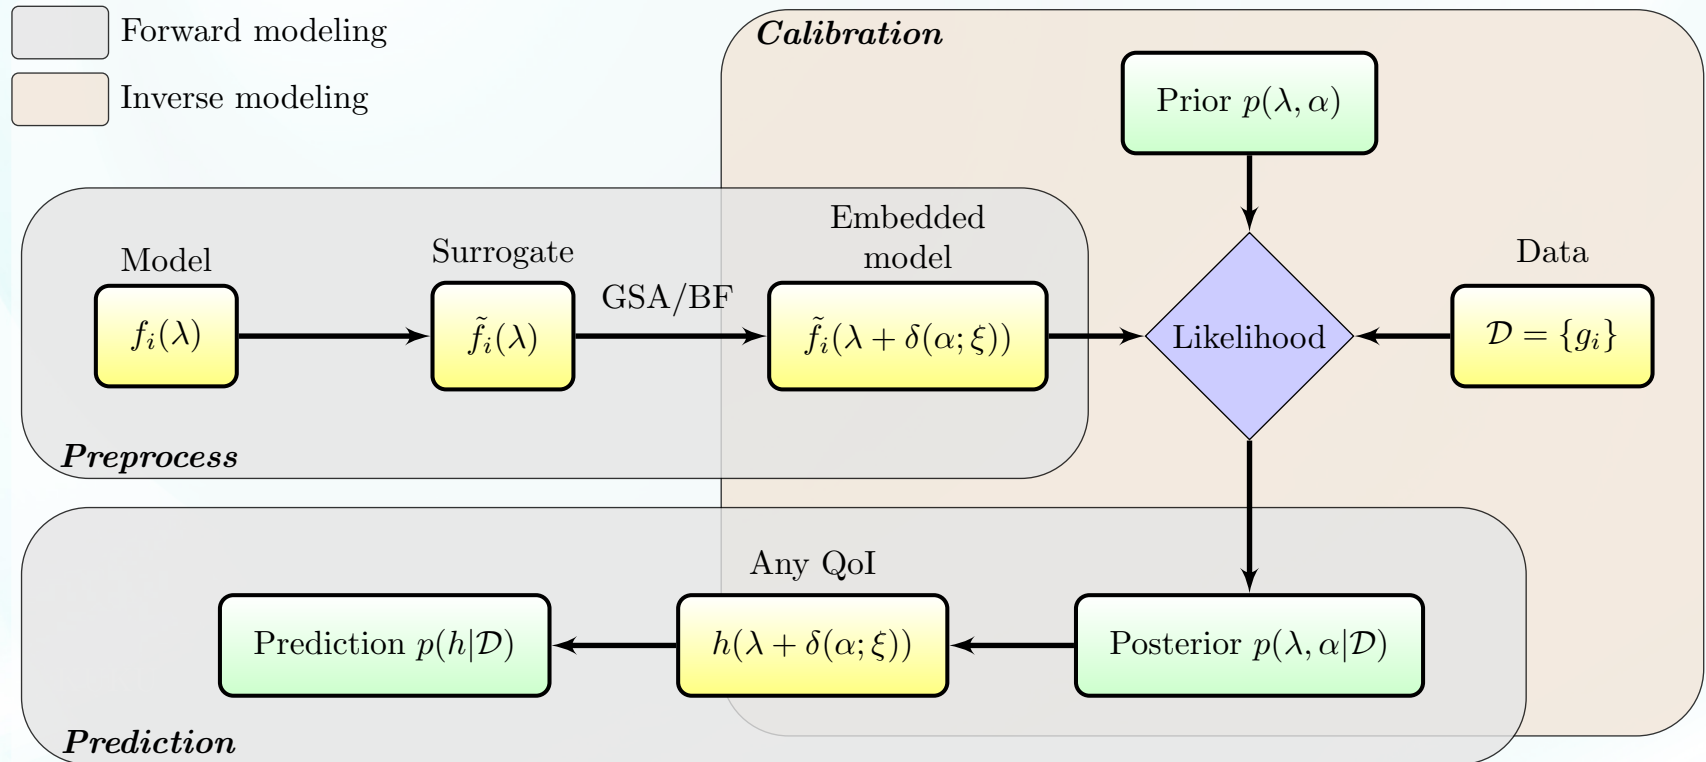 Forward modeling
Inverse modeling
Calibration
Prior p(λ, α)
Model
f_i(λ)
Surrogate
f̃_i(λ)
GSA/BF
Embedded
model
f̃_i(λ + δ(α; ξ))
Likelihood
Data
𝒟 = {g_i}
Preprocess
Any QoI
Prediction p(h|𝒟)
h(λ + δ(α; ξ))
Posterior p(λ, α|𝒟)
Prediction